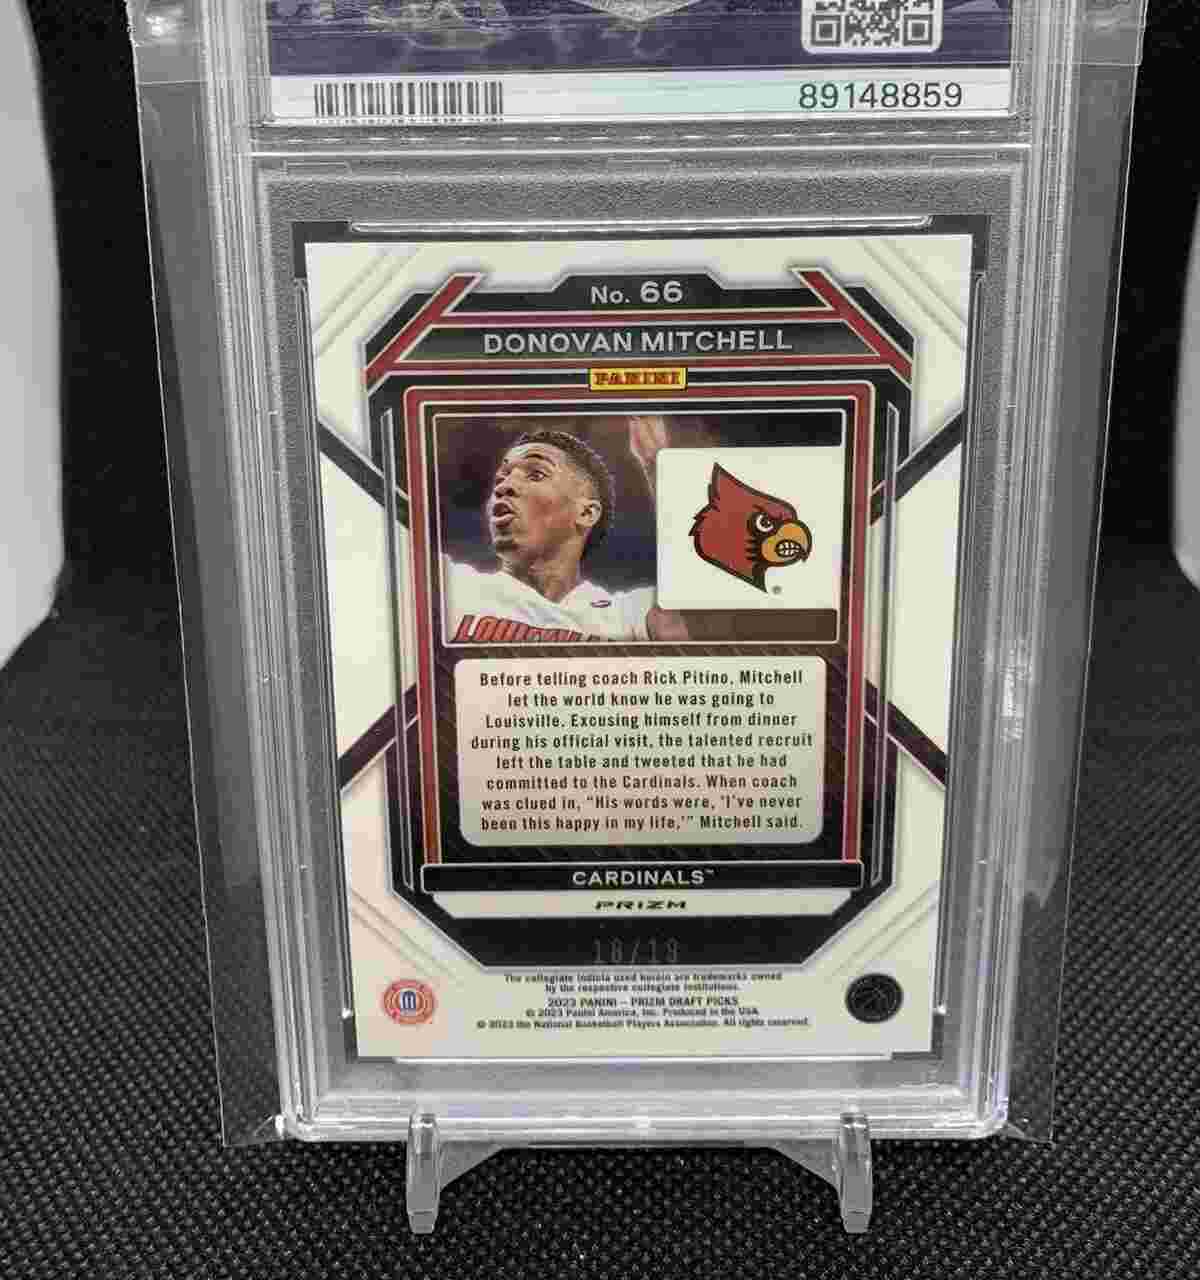 89148859
No. 66
DONOVAN MITCHELL
PANINI
LOUISVILLE
Before telling coach Rick Pitino, Mitchell
let the world know he was going to
Louisville. Excusing himself from dinner
during his official visit, the talented recruit
left the table and tweeted that he had
committed to the Cardinals. When coach
was clued in, “His words were, ‘I’ve never
been this happy in my life,’” Mitchell said.
CARDINALS™
PRIZM
The collegiate indicia used herein are trademarks owned
by the respective collegiate institutions.
2023 PANINI – PRIZM DRAFT PICKS
© 2023 Panini America, Inc. Produced in the USA.
© 2023 the National Basketball Players Association. All rights reserved.